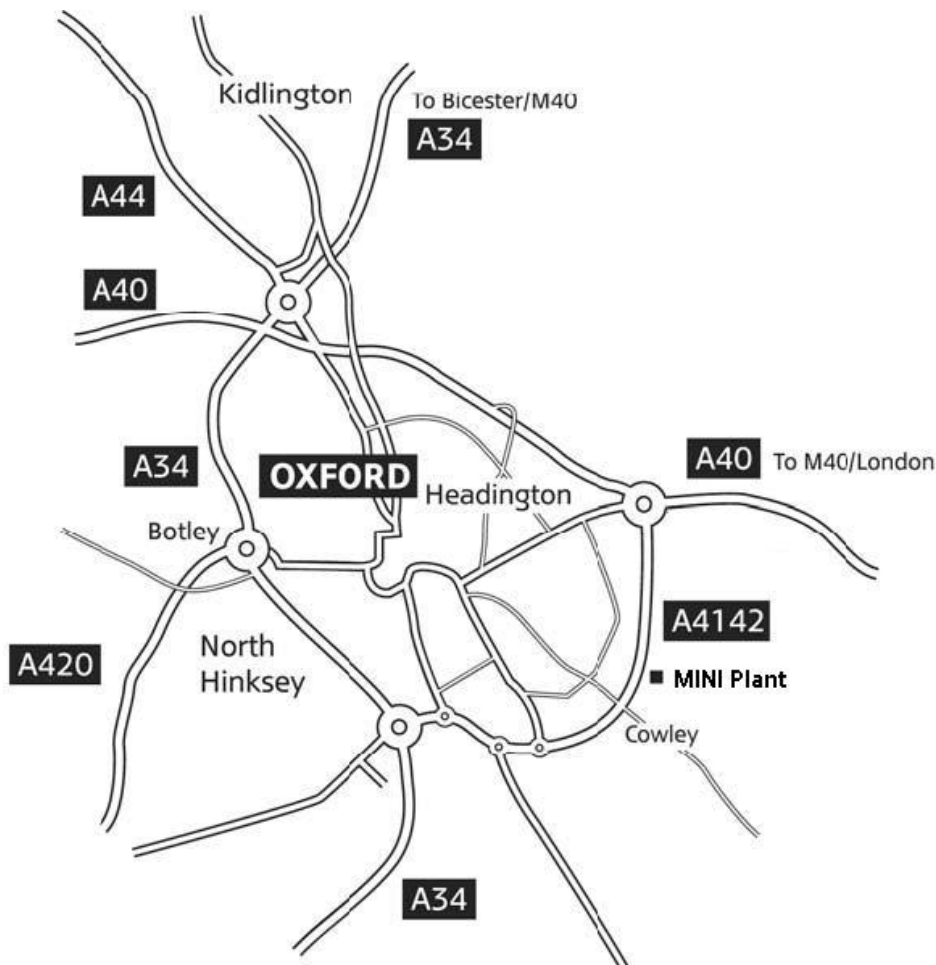 Kidlington
To Bicester/M40
A34
A44
A40
A34
OXFORD
Headington
A40
To M40/London
Botley
A4142
A420
North
Hinksey
MINI Plant
Cowley
A34